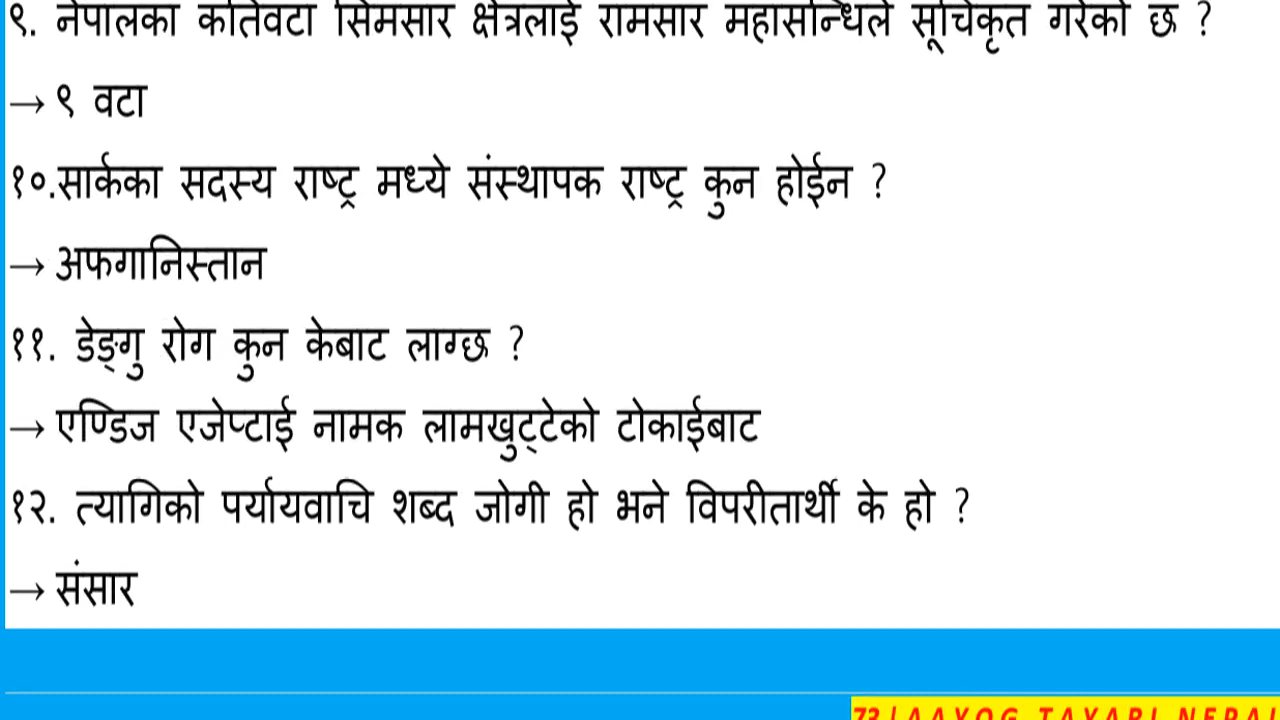 ९. नेपालका कतिवटा सिमसार क्षेत्रलाई रामसार महासन्धिले सूचिकृत गरेको छ ?
→ ९ वटा
१०.सार्कका सदस्य राष्ट्र मध्ये संस्थापक राष्ट्र कुन होईन ?
→ अफगानिस्तान
११. डेङ्गु रोग कुन केबाट लाग्छ ?
→ एण्डिज एजेप्टाई नामक लामखुट्टेको टोकाईबाट
१२. त्यागिको पर्यायवाचि शब्द जोगी हो भने विपरीतार्थी के हो ?
→ संसार
73 | A A Y O G T A Y A R I N E P A L